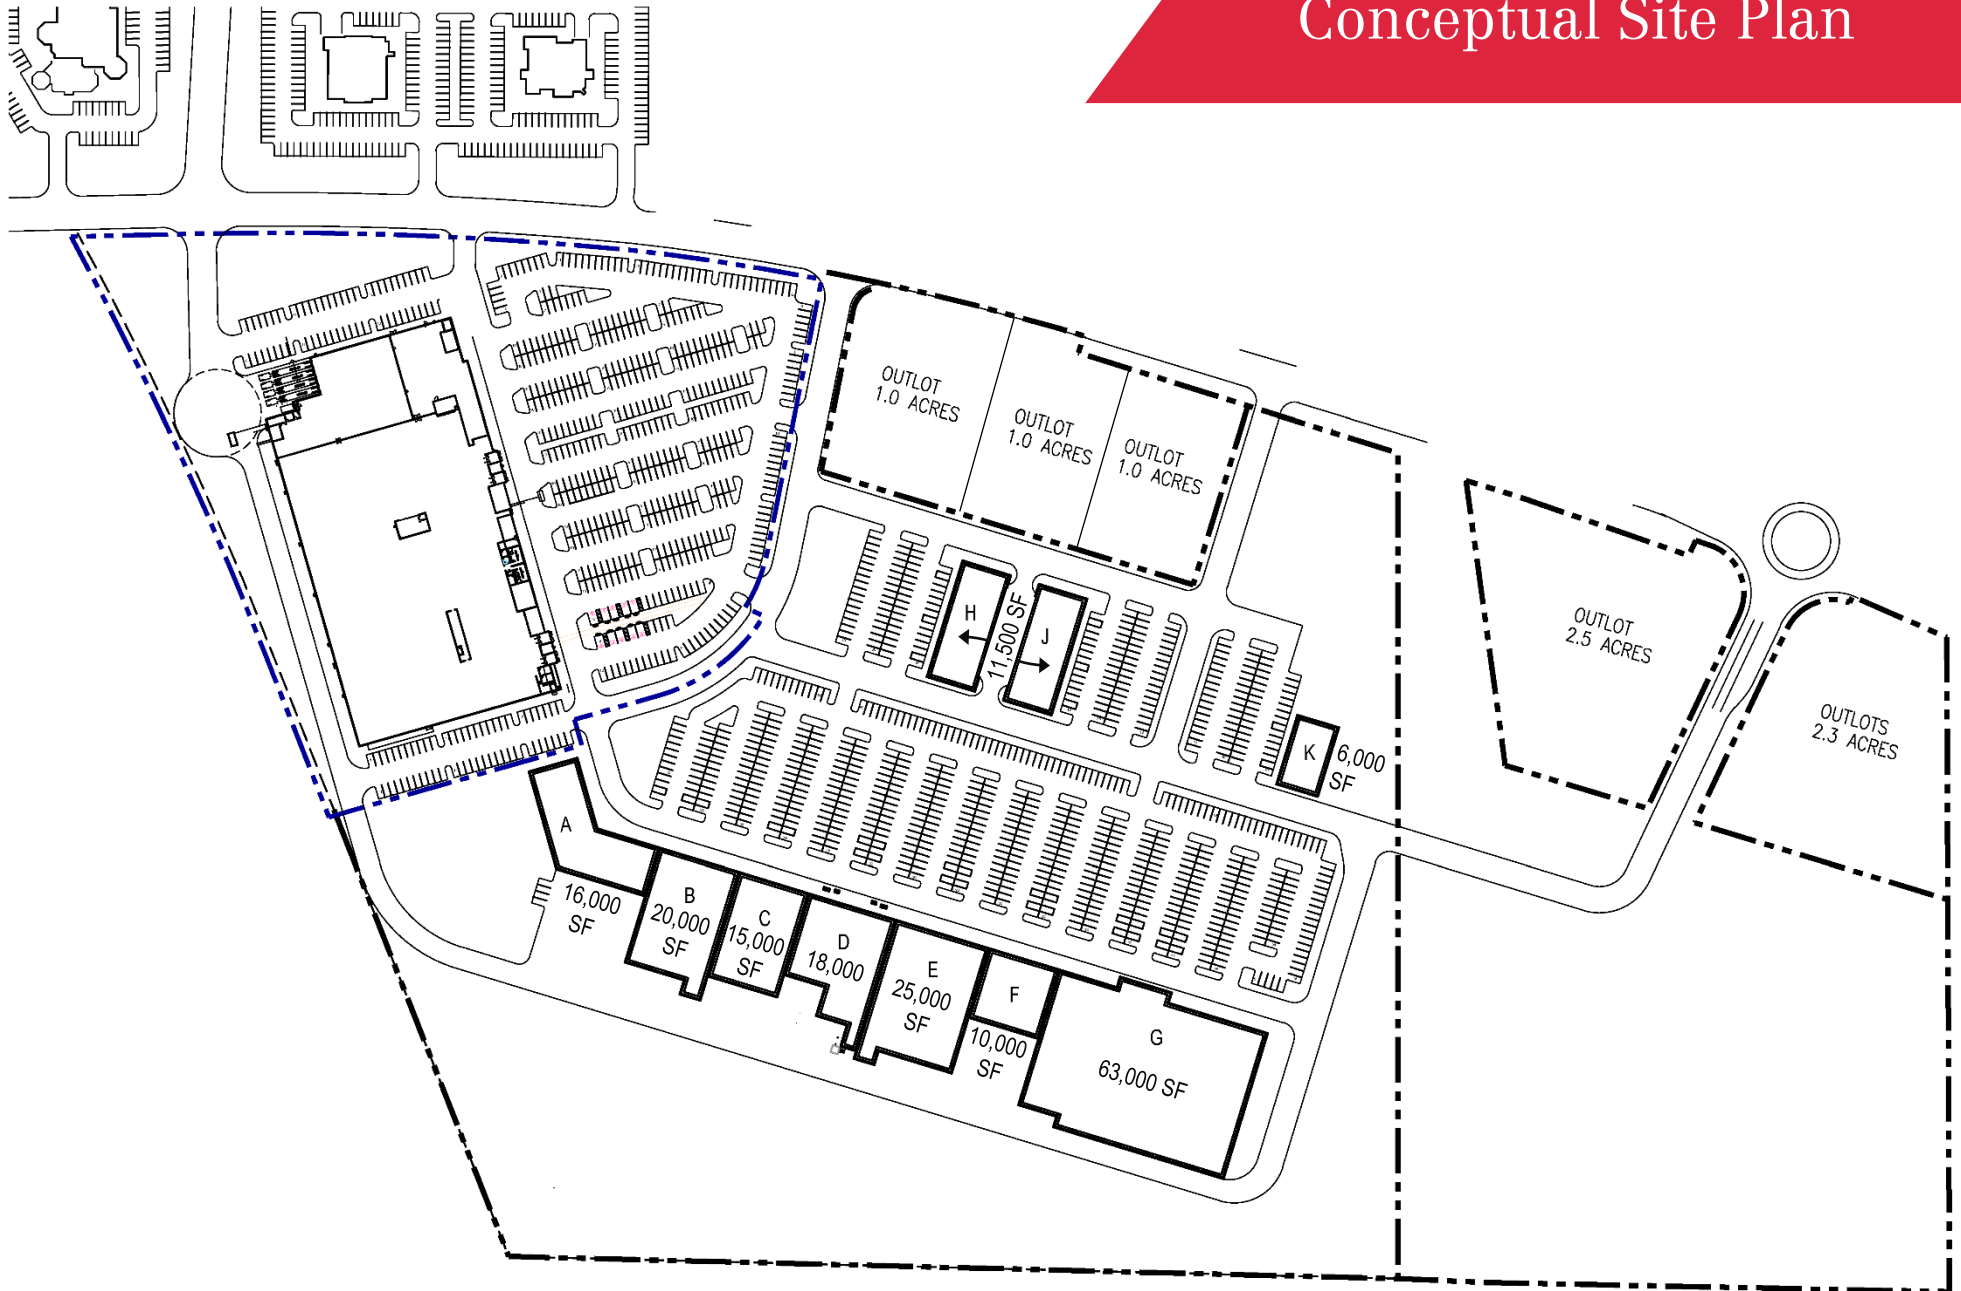 Conceptual Site Plan
OUTLOT
1.0 ACRES
OUTLOT
1.0 ACRES
OUTLOT
1.0 ACRES
OUTLOT
2.5 ACRES
OUTLOTS
2.3 ACRES
H
11,500 SF
J
K
6,000
SF
A
16,000
SF
B
20,000
SF
C
15,000
SF
D
18,000
E
25,000
SF
F
10,000
SF
G
63,000 SF